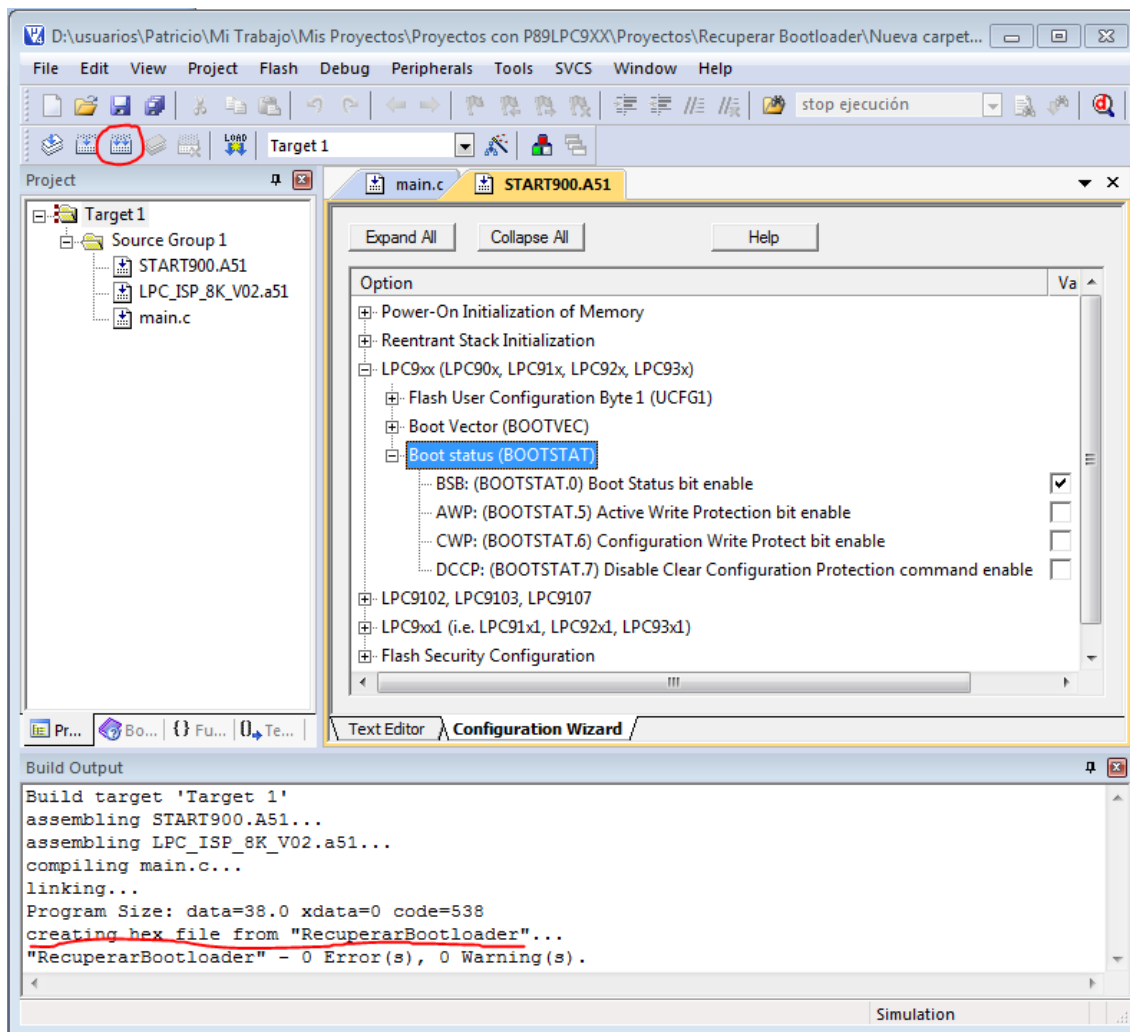 D:\usuarios\Patricio\Mi Trabajo\Mis Proyectos\Proyectos con P89LPC9XX\Proyectos\Recuperar Bootloader\Nueva carpet...
File Edit View Project Flash Debug Peripherals Tools SVCS Window Help
stop ejecución
LOAD Target 1
Project
Target 1
Source Group 1
START900.A51
LPC_ISP_8K_V02.a51
main.c
Pr... Bo... {} Fu... Te...
main.c START900.A51
Expand All Collapse All Help
Option Va
Power-On Initialization of Memory
Reentrant Stack Initialization
LPC9xx (LPC90x, LPC91x, LPC92x, LPC93x)
Flash User Configuration Byte 1 (UCFG1)
Boot Vector (BOOTVEC)
Boot status (BOOTSTAT)
BSB: (BOOTSTAT.0) Boot Status bit enable
AWP: (BOOTSTAT.5) Active Write Protection bit enable
CWP: (BOOTSTAT.6) Configuration Write Protect bit enable
DCCP: (BOOTSTAT.7) Disable Clear Configuration Protection command enable
LPC9102, LPC9103, LPC9107
LPC9xx1 (i.e. LPC91x1, LPC92x1, LPC93x1)
Flash Security Configuration
Text Editor Configuration Wizard
Build Output
Build target 'Target 1'
assembling START900.A51...
assembling LPC_ISP_8K_V02.a51...
compiling main.c...
linking...
Program Size: data=38.0 xdata=0 code=538
creating hex file from "RecuperarBootloader"...
"RecuperarBootloader" - 0 Error(s), 0 Warning(s).
Simulation